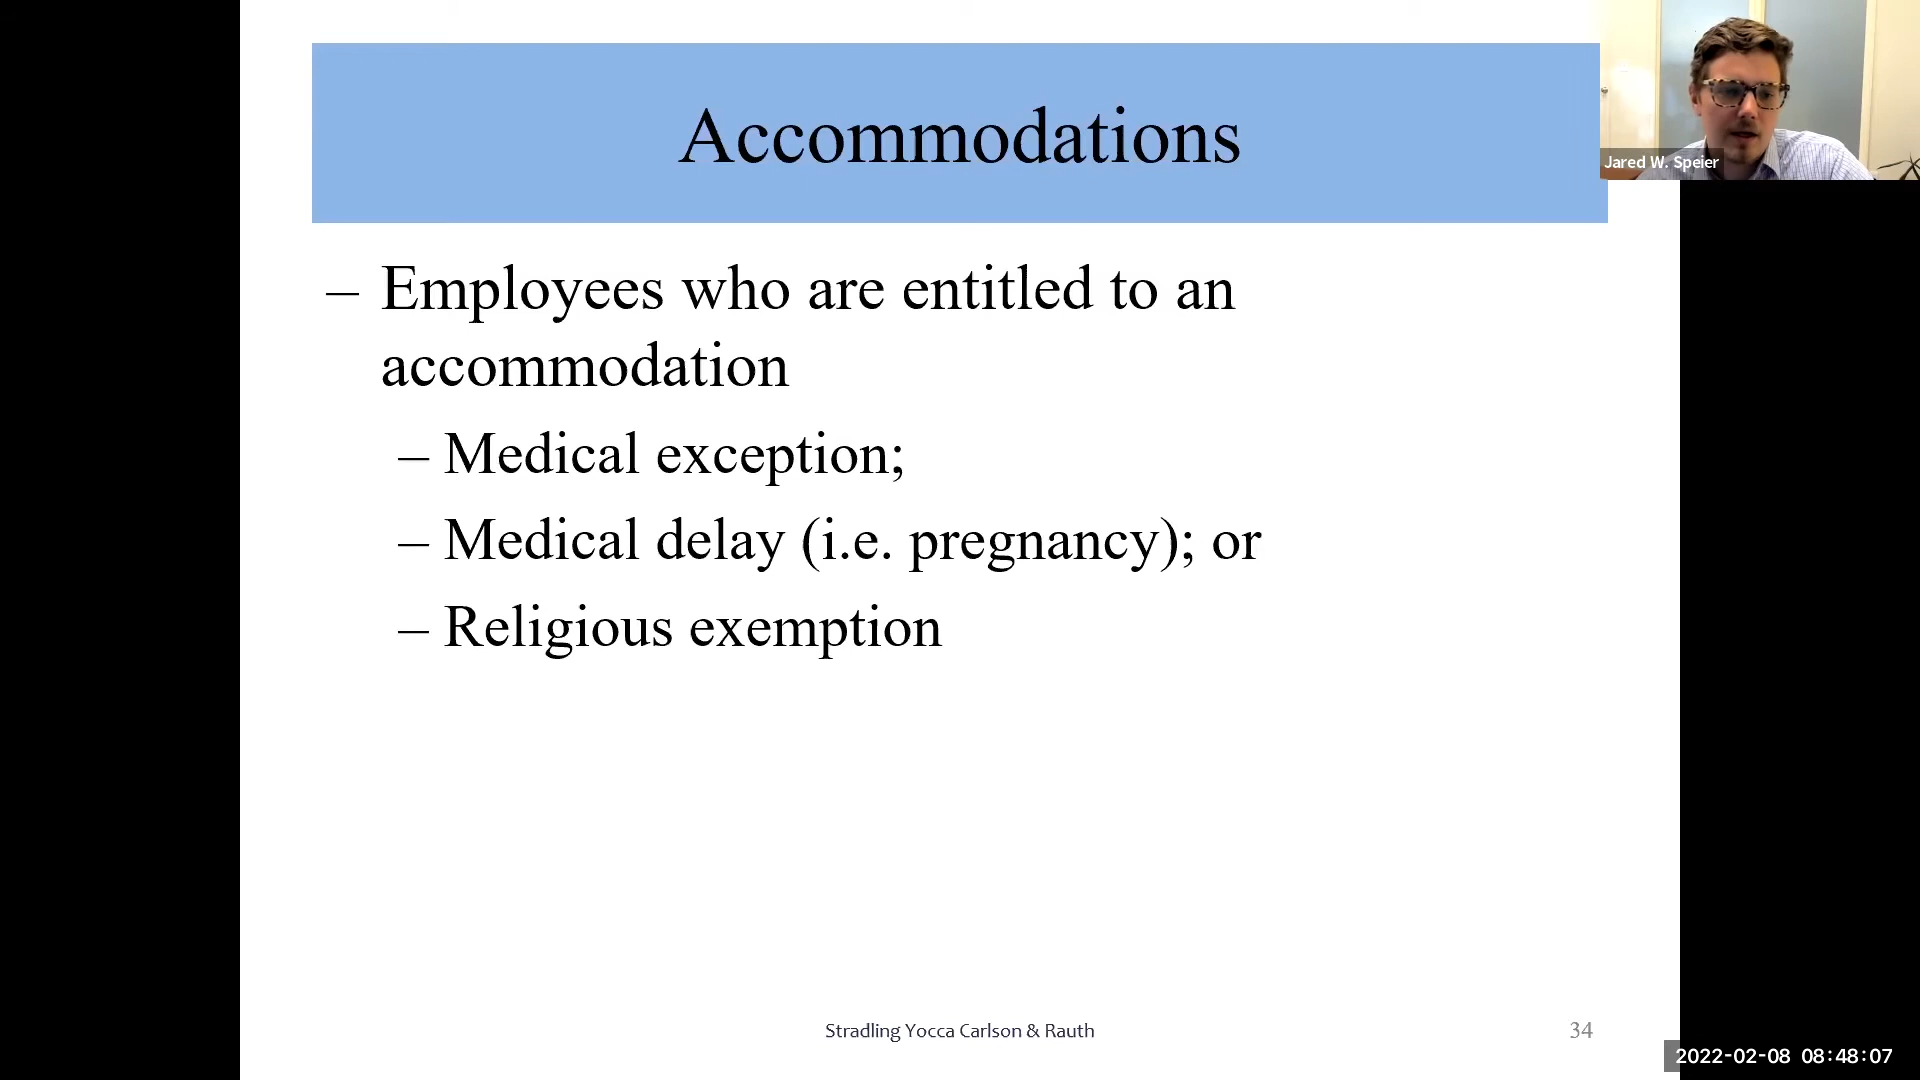 Accommodations
Jared W. Speier
– Employees who are entitled to an
accommodation
– Medical exception;
– Medical delay (i.e. pregnancy); or
– Religious exemption
Stradling Yocca Carlson & Rauth
34
2022-02-08 08:48:07